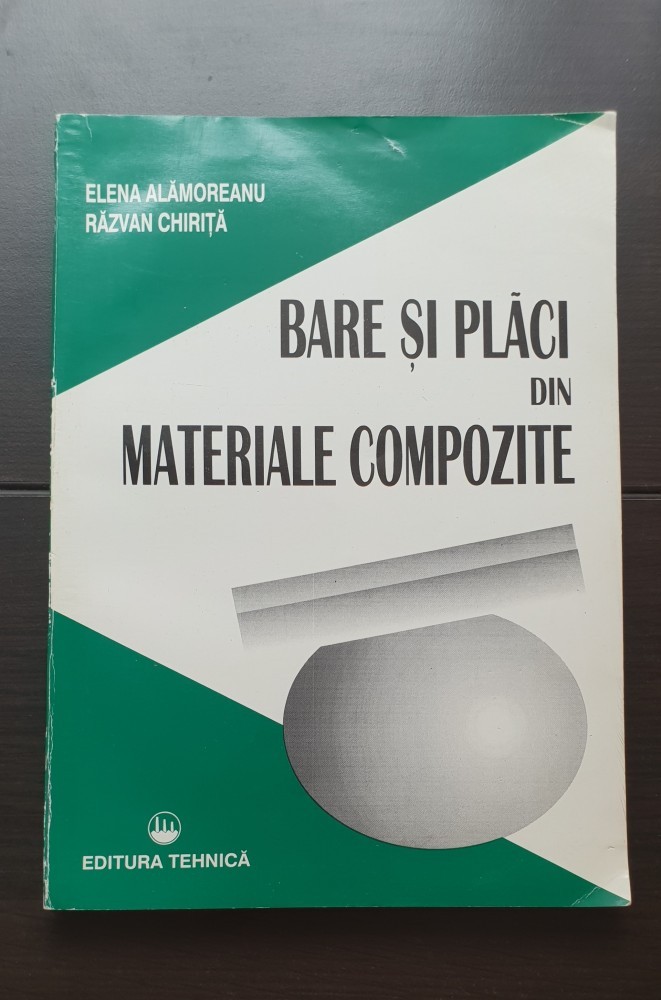 ELENA ALĂMOREANU
RĂZVAN CHIRIȚĂ
BARE ȘI PLĂCI
DIN
MATERIALE COMPOZITE
EDITURA TEHNICĂ